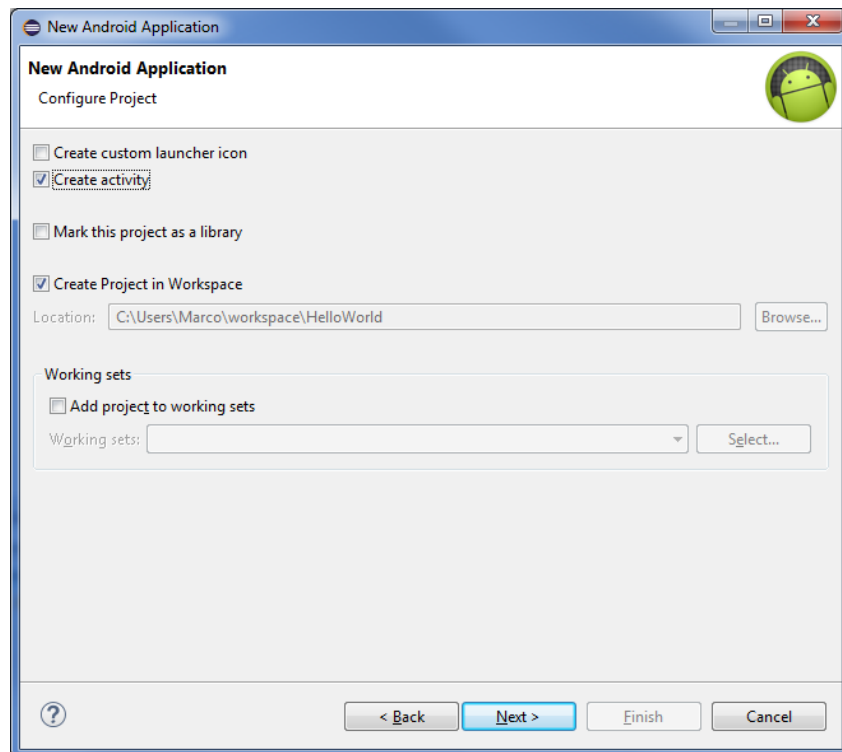 New Android Application
New Android Application
Configure Project
Create custom launcher icon
Create activity
Mark this project as a library
Create Project in Workspace
Location: C:\Users\Marco\workspace\HelloWorld Browse...
Working sets
Add project to working sets
Working sets: Select...
? < Back Next > Finish Cancel